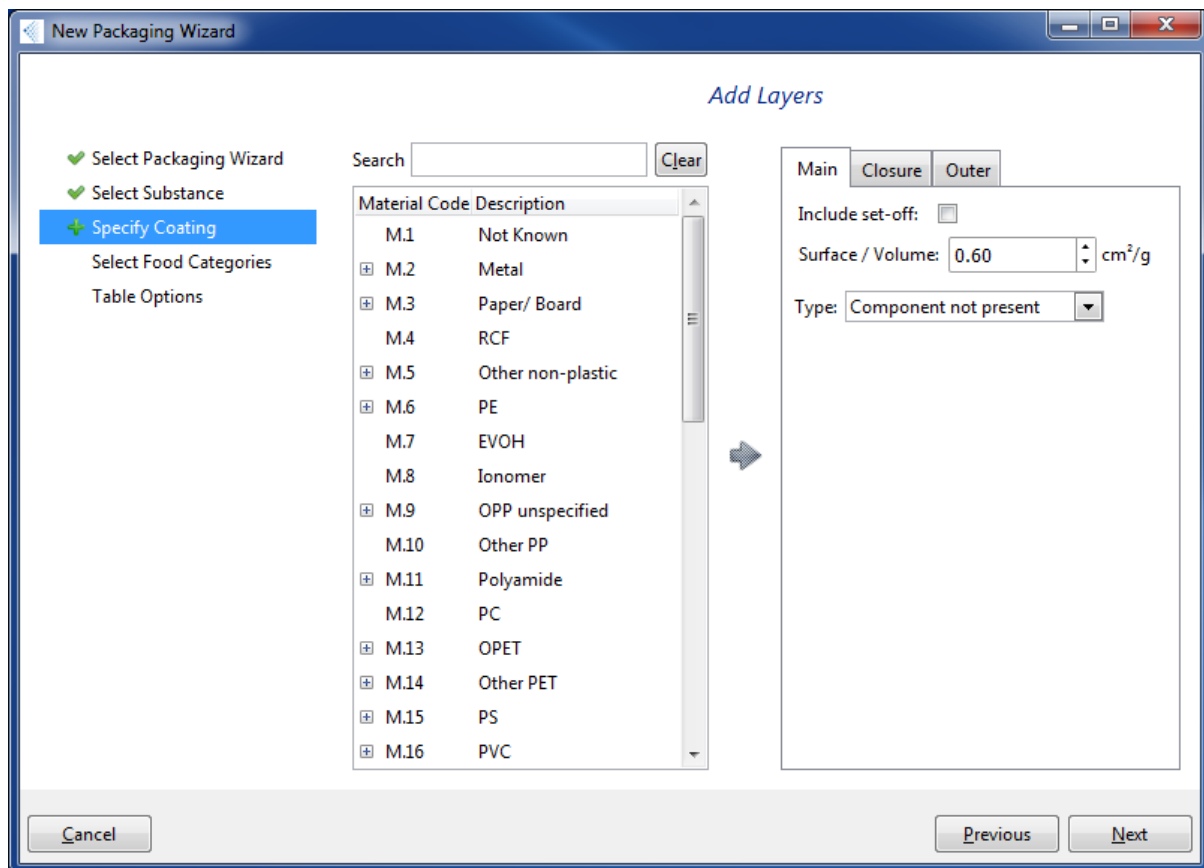 New Packaging Wizard
Add Layers
Select Packaging Wizard
Select Substance
Specify Coating
Select Food Categories
Table Options
Search
Clear
Material Code Description
M.1 Not Known
M.2 Metal
M.3 Paper/ Board
M.4 RCF
M.5 Other non-plastic
M.6 PE
M.7 EVOH
M.8 Ionomer
M.9 OPP unspecified
M.10 Other PP
M.11 Polyamide
M.12 PC
M.13 OPET
M.14 Other PET
M.15 PS
M.16 PVC
Main Closure Outer
Include set-off:
Surface / Volume: 0.60 cm²/g
Type: Component not present
Cancel
Previous
Next